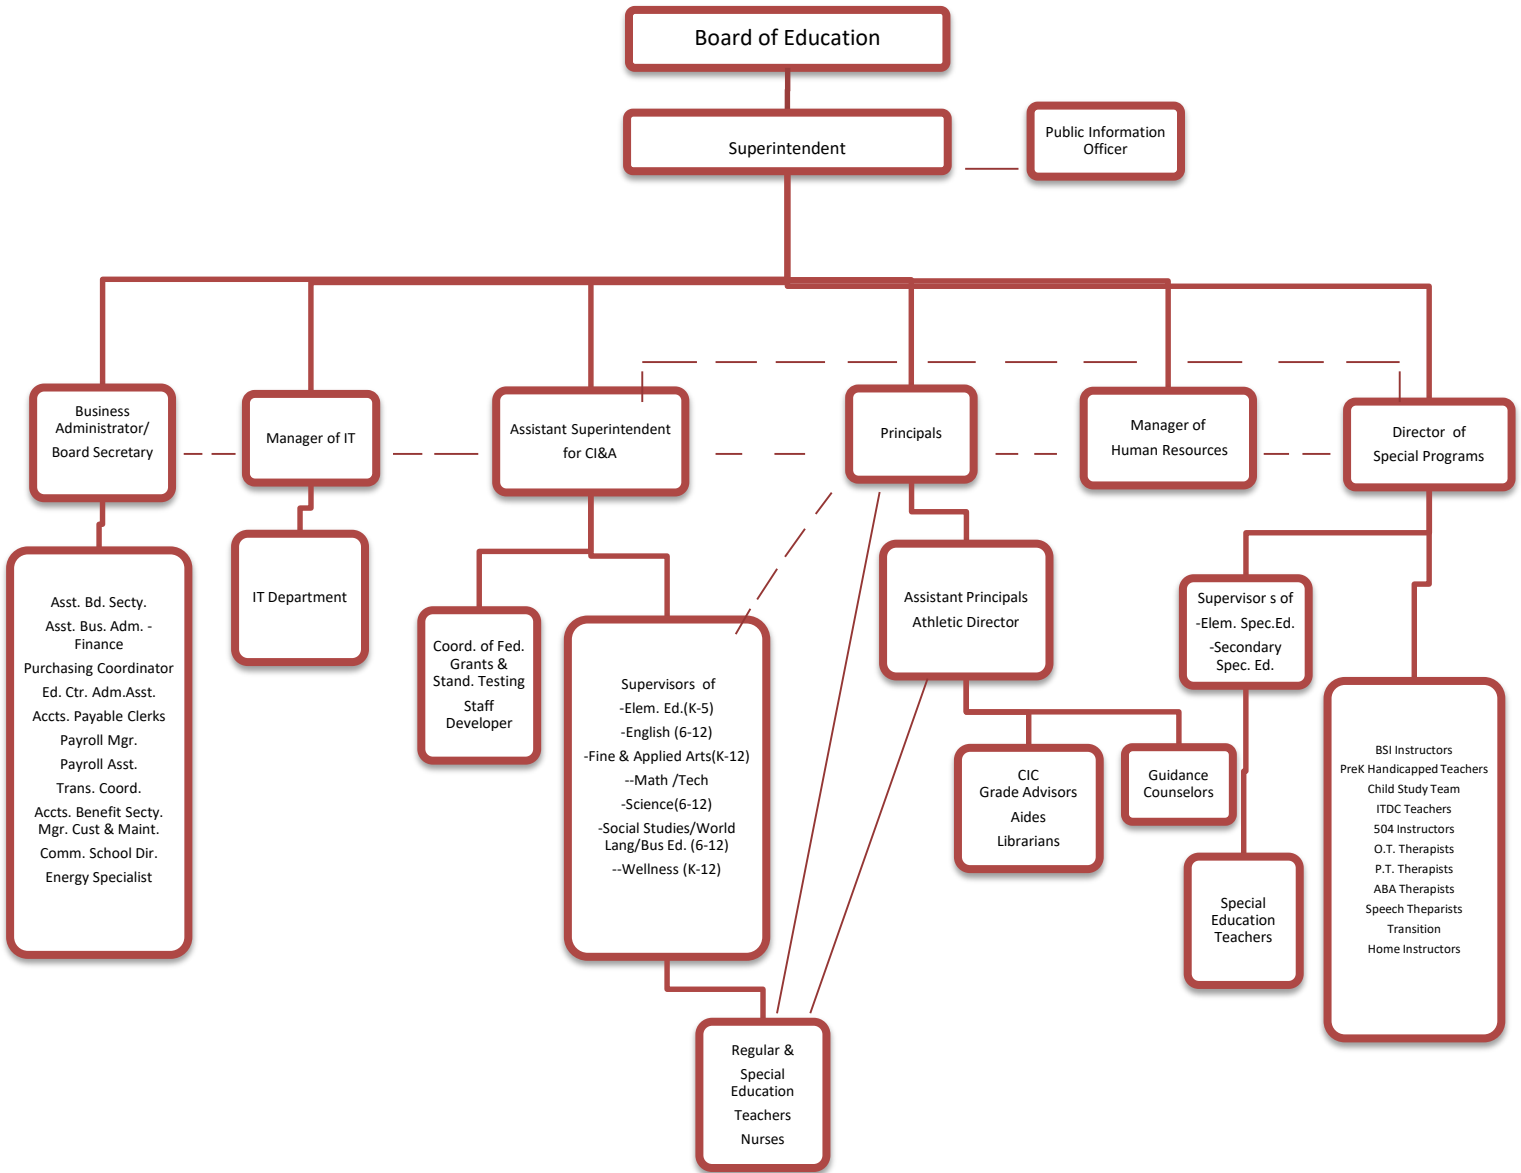 Board of Education
Superintendent
Public Information
Officer
Business
Administrator/
Board Secretary
Manager of IT
Assistant Superintendent
for CI&A
Principals
Manager of
Human Resources
Director of
Special Programs
Asst. Bd. Secty.
Asst. Bus. Adm. -
Finance
Purchasing Coordinator
Ed. Ctr. Adm.Asst.
Accts. Payable Clerks
Payroll Mgr.
Payroll Asst.
Trans. Coord.
Accts. Benefit Secty.
Mgr. Cust & Maint.
Comm. School Dir.
Energy Specialist
IT Department
Coord. of Fed.
Grants &
Stand. Testing
Staff
Developer
Supervisors of
-Elem. Ed.(K-5)
-English (6-12)
-Fine & Applied Arts(K-12)
--Math /Tech
-Science(6-12)
-Social Studies/World
Lang/Bus Ed. (6-12)
--Wellness (K-12)
Assistant Principals
Athletic Director
CIC
Grade Advisors
Aides
Librarians
Guidance
Counselors
Supervisor s of
-Elem. Spec.Ed.
-Secondary
Spec. Ed.
Special
Education
Teachers
BSI Instructors
PreK Handicapped Teachers
Child Study Team
ITDC Teachers
504 Instructors
O.T. Therapists
P.T. Therapists
ABA Therapists
Speech Theparists
Transition
Home Instructors
Regular &
Special
Education
Teachers
Nurses